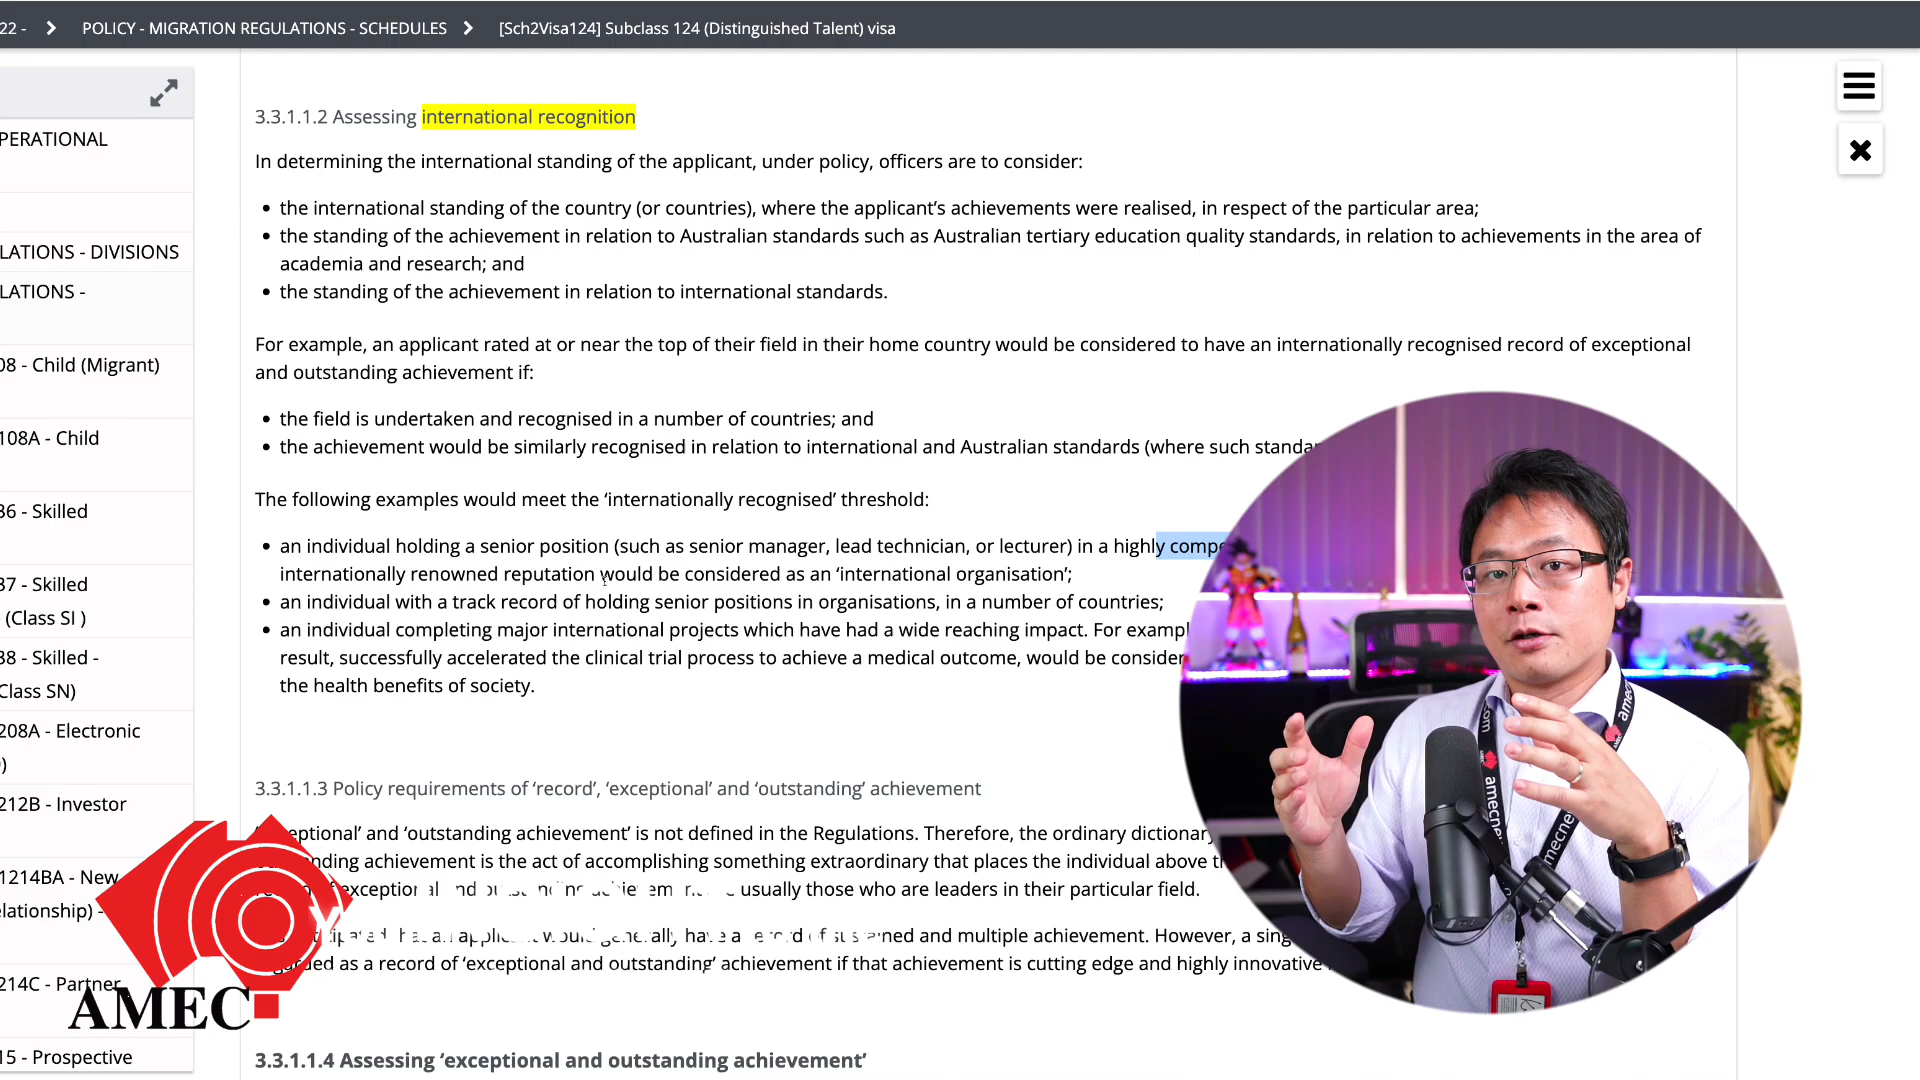 22 - POLICY - MIGRATION REGULATIONS - SCHEDULES [Sch2Visa124] Subclass 124 (Distinguished Talent) visa
PERATIONAL
LATIONS - DIVISIONS
LATIONS -
08 - Child (Migrant)
108A - Child
36 - Skilled
37 - Skilled
(Class SI )
38 - Skilled -
Class SN)
208A - Electronic
)
212B - Investor
1214BA - New
elationship) -
214C - Partner
15 - Prospective
3.3.1.1.2 Assessing international recognition
In determining the international standing of the applicant, under policy, officers are to consider:
• the international standing of the country (or countries), where the applicant’s achievements were realised, in respect of the particular area;
• the standing of the achievement in relation to Australian standards such as Australian tertiary education quality standards, in relation to achievements in the area of
academia and research; and
• the standing of the achievement in relation to international standards.
For example, an applicant rated at or near the top of their field in their home country would be considered to have an internationally recognised record of exceptional
and outstanding achievement if:
• the field is undertaken and recognised in a number of countries; and
• the achievement would be similarly recognised in relation to international and Australian standards (where such
The following examples would meet the ‘internationally recognised’ threshold:
• an individual holding a senior position (such as senior manager, lead technician, or lecturer) in a highly
internationally renowned reputation would be considered as an ‘international organisation’;
• an individual with a track record of holding senior positions in organisations, in a number of countries;
• an individual completing major international projects which have had a wide reaching impact. For
result, successfully accelerated the clinical trial process to achieve a medical outcome, would be
the health benefits of society.
3.3.1.1.3 Policy requirements of ‘record’, ‘exceptional’ and ‘outstanding’ achievement
and ‘outstanding achievement’ is not defined in the Regulations. Therefore, the ordinary dictionary
achievement is the act of accomplishing something extraordinary that places the individual above
usually those who are leaders in their particular field.
generally have a record of sustained and multiple achievement. However, a
as a record of ‘exceptional and outstanding’ achievement if that achievement is cutting edge and highly innovative
3.3.1.1.4 Assessing ‘exceptional and outstanding achievement’
AMEC
amec
AMEC
amecnet
amecne
.com